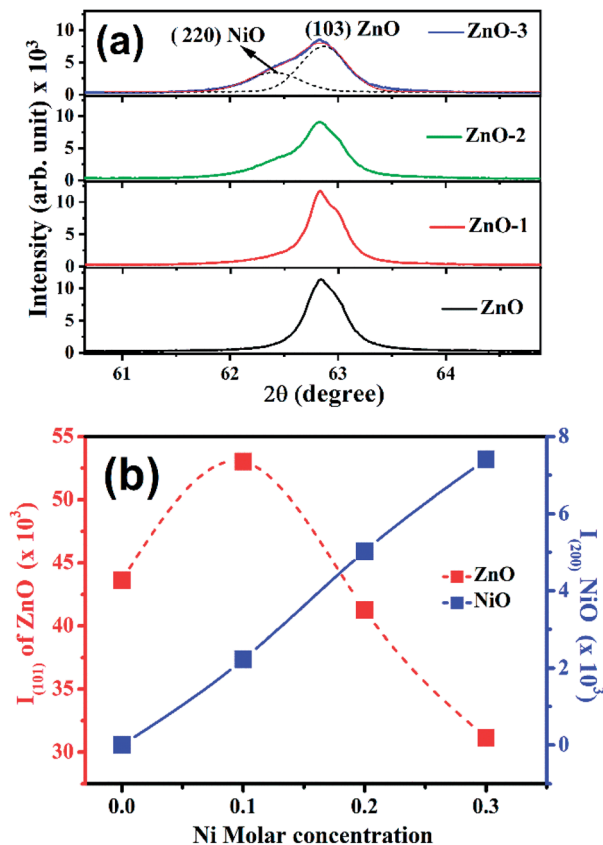 (a)
(220) NiO
(103) ZnO
ZnO-3
ZnO-2
ZnO-1
ZnO
10
5
0
10
5
0
10
5
0
10
5
0
Intensity (arb. unit) x 10³
61 62 63 64
2θ (degree)
(b)
55
50
45
40
35
30
I(101) of ZnO (x 10³)
8
6
4
2
0
I(200) NiO (x 10³)
ZnO
NiO
0.0 0.1 0.2 0.3
Ni Molar concentration